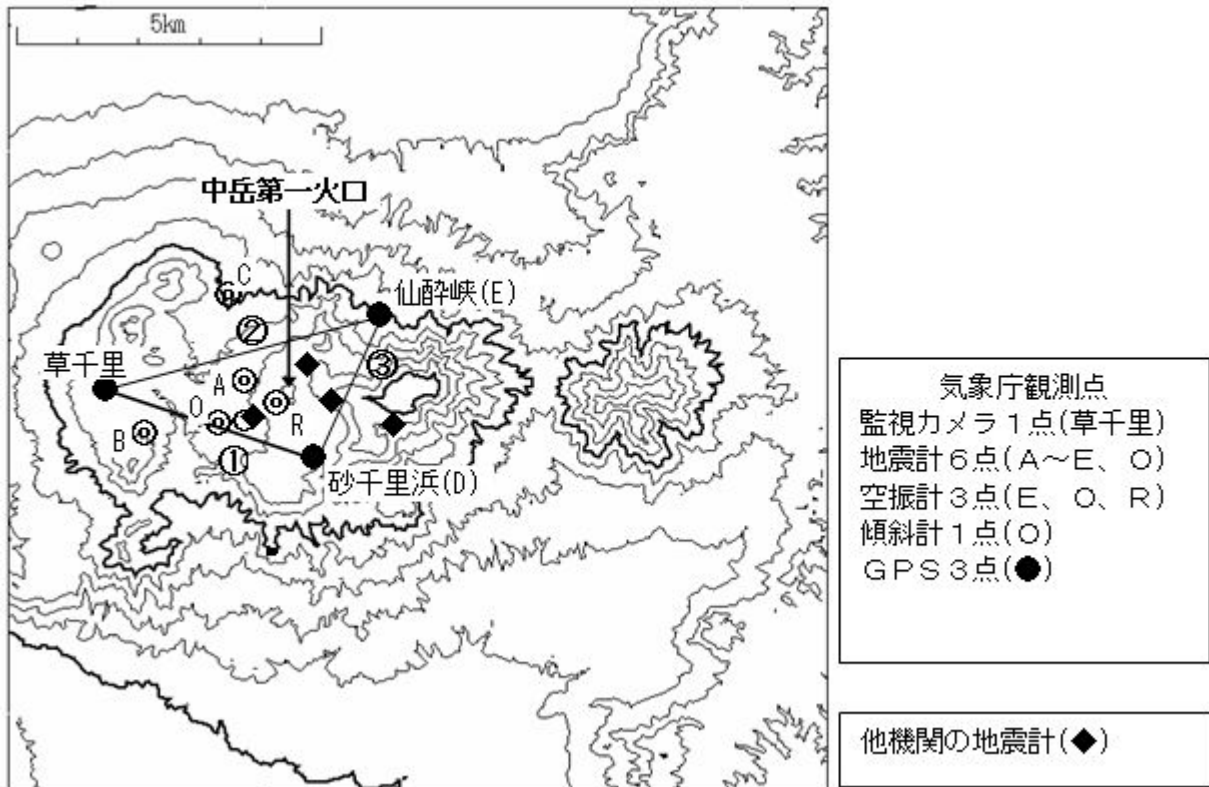 5km
中岳第一火口
C
仙酔峡(E)
②
③
草千里
A
O
R
B
①
砂千里浜(D)
気象庁観測点
監視カメラ1点(草千里)
地震計6点(A～E、O)
空振計3点(E、O、R)
傾斜計1点(O)
GPS3点(●)
他機関の地震計(◆)